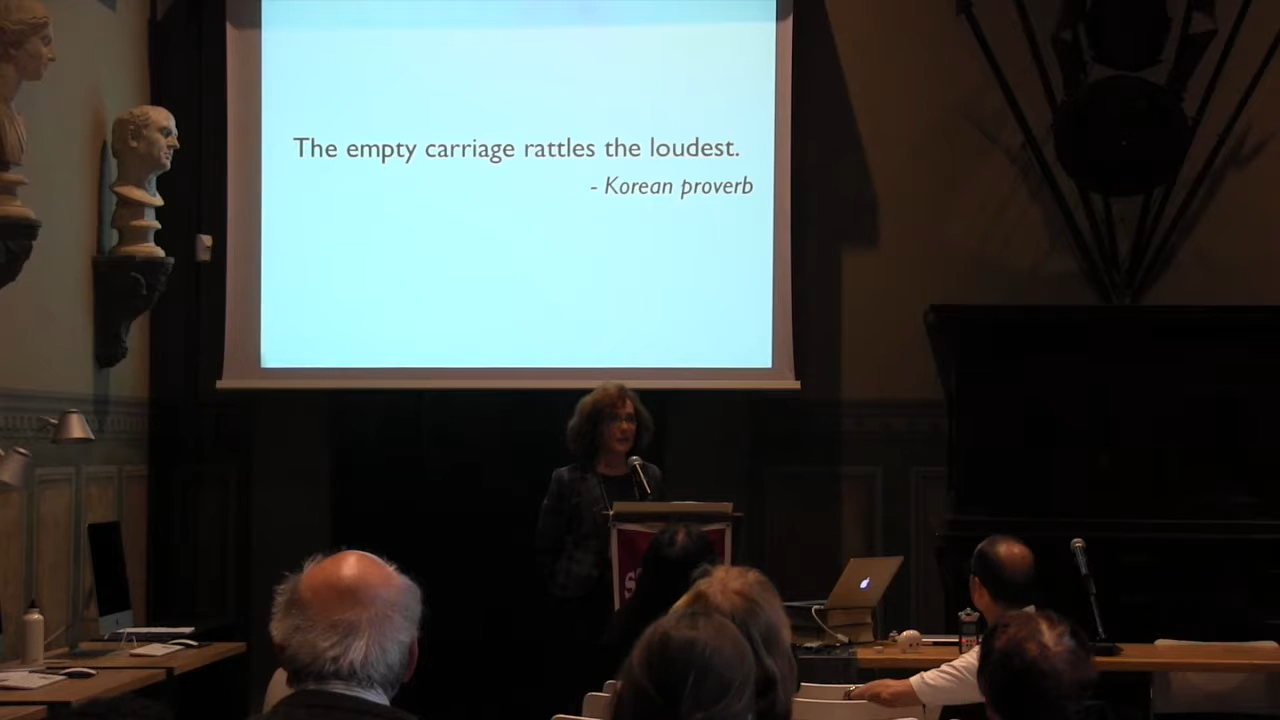 The empty carriage rattles the loudest.
- Korean proverb